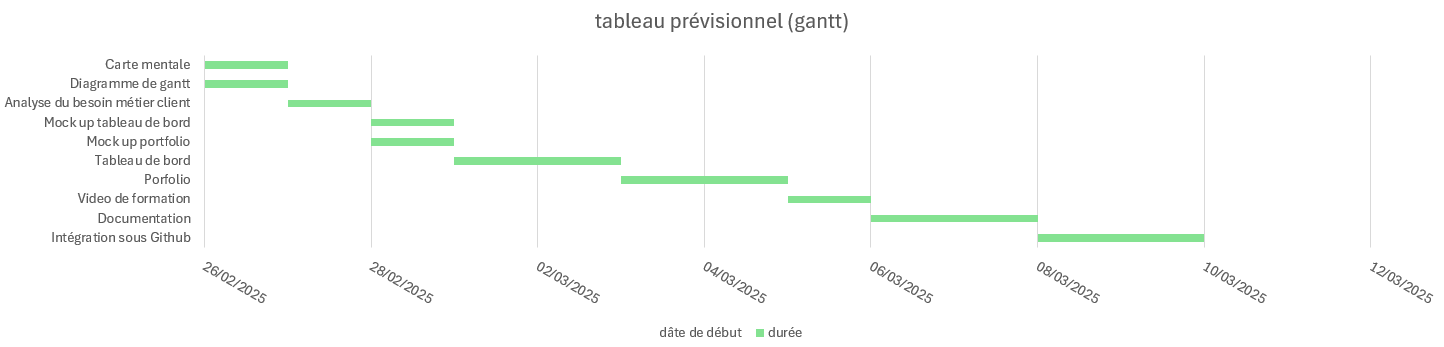 tableau prévisionnel (gantt)
Carte mentale
Diagramme de gantt
Analyse du besoin métier client
Mock up tableau de bord
Mock up portfolio
Tableau de bord
Porfolio
Video de formation
Documentation
Intégration sous Github
26/02/2025
28/02/2025
02/03/2025
04/03/2025
06/03/2025
08/03/2025
10/03/2025
12/03/2025
dâte de début
durée